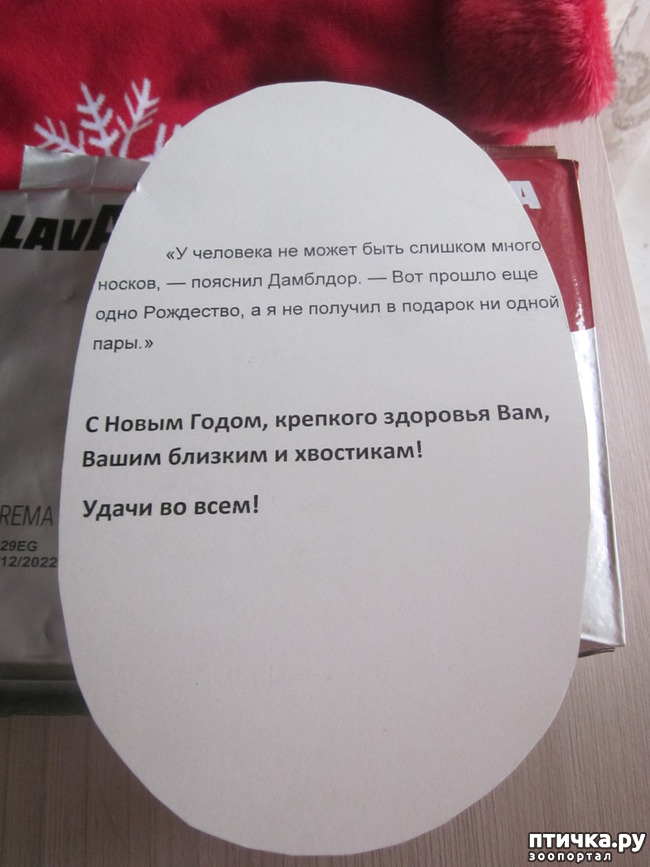 LAVA
A
«У человека не может быть слишком много
носков, — пояснил Дамблдор. — Вот прошло еще
одно Рождество, а я не получил в подарок ни одной
пары.»
С Новым Годом, крепкого здоровья Вам,
Вашим близким и хвостикам!
Удачи во всем!
REMA
29EG
12/2022
птичка.ру
зоопортал